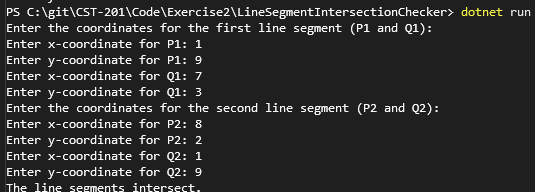 PS C:\git\CST-201\Code\Exercise2\LineSegmentIntersectionChecker> dotnet run
Enter the coordinates for the first line segment (P1 and Q1):
Enter x-coordinate for P1: 1
Enter y-coordinate for P1: 9
Enter x-coordinate for Q1: 7
Enter y-coordinate for Q1: 3
Enter the coordinates for the second line segment (P2 and Q2):
Enter x-coordinate for P2: 8
Enter y-coordinate for P2: 2
Enter x-coordinate for Q2: 1
Enter y-coordinate for Q2: 9
The line segments intersect.